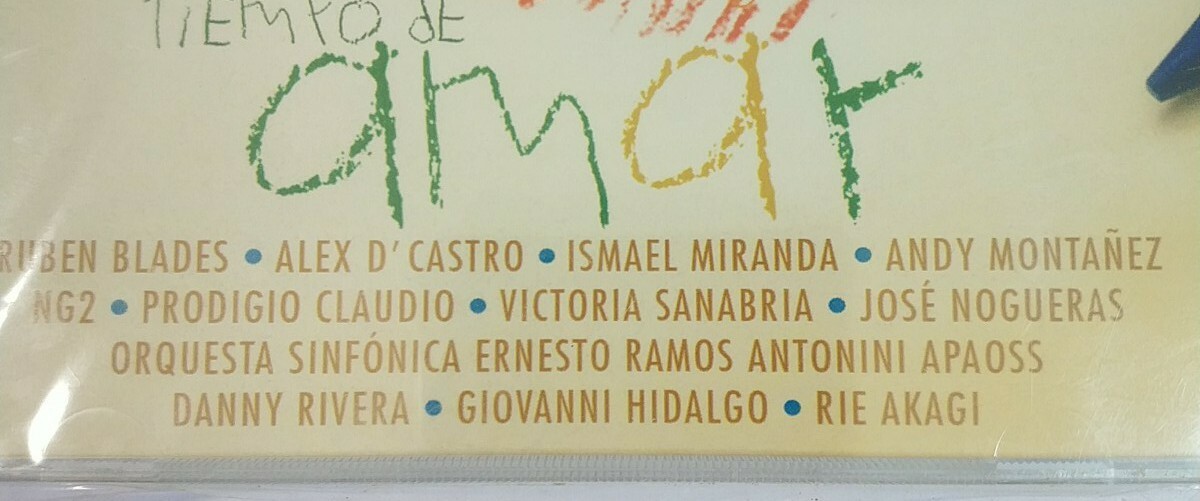 TIEMPO DE
amar
RUBEN BLADES • ALEX D' CASTRO • ISMAEL MIRANDA • ANDY MONTAÑEZ
NG2 • PRODIGIO CLAUDIO • VICTORIA SANABRIA • JOSÉ NOGUERAS
ORQUESTA SINFÓNICA ERNESTO RAMOS ANTONINI APAOSS
DANNY RIVERA • GIOVANNI HIDALGO • RIE AKAGI